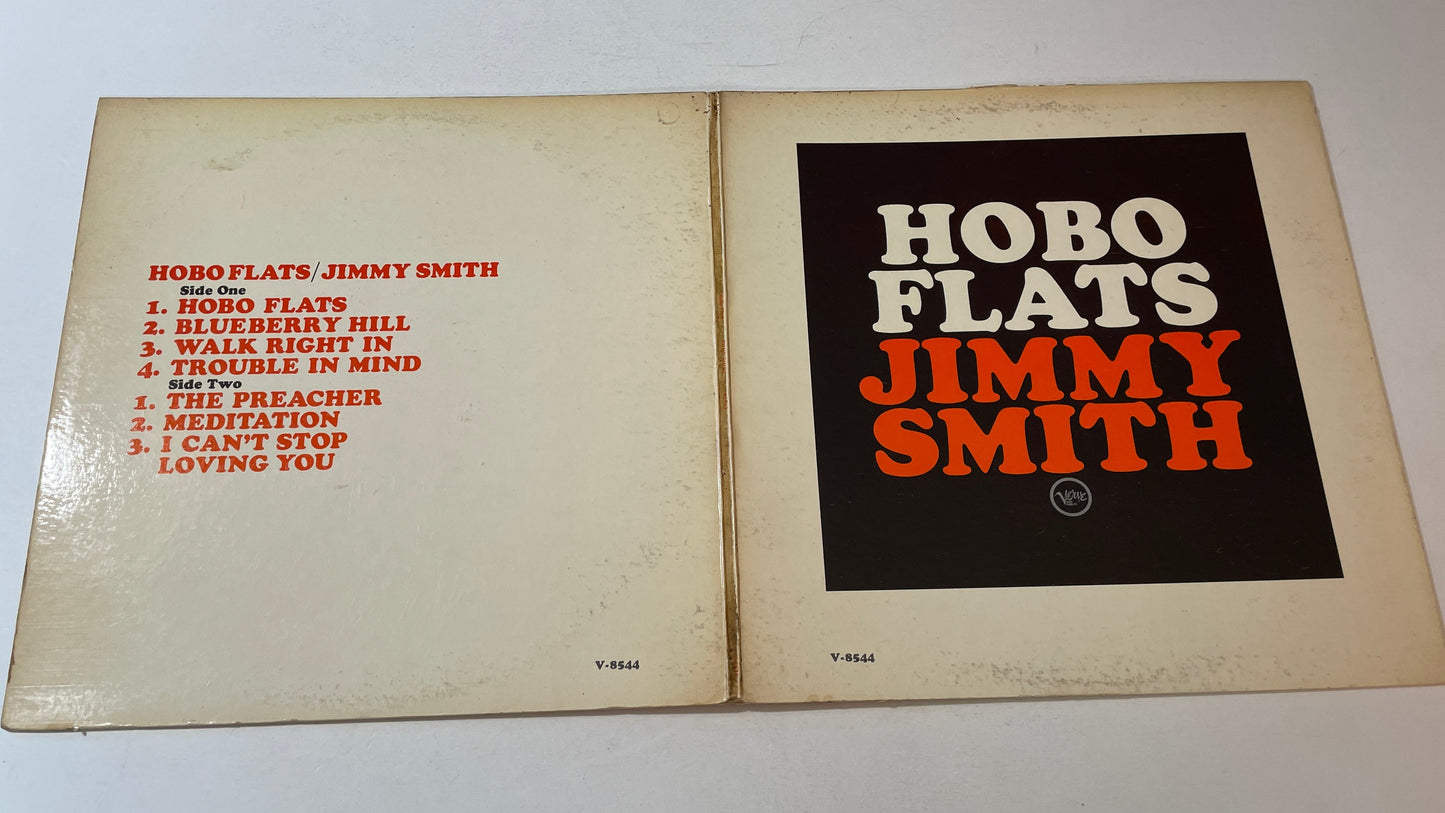 HOBO FLATS/JIMMY SMITH
Side One
1. HOBO FLATS
2. BLUEBERRY HILL
3. WALK RIGHT IN
4. TROUBLE IN MIND
Side Two
1. THE PREACHER
2. MEDITATION
3. I CAN'T STOP
LOVING YOU
V-8544
HOBO
FLATS
JIMMY
SMITH
Verve
V-8544